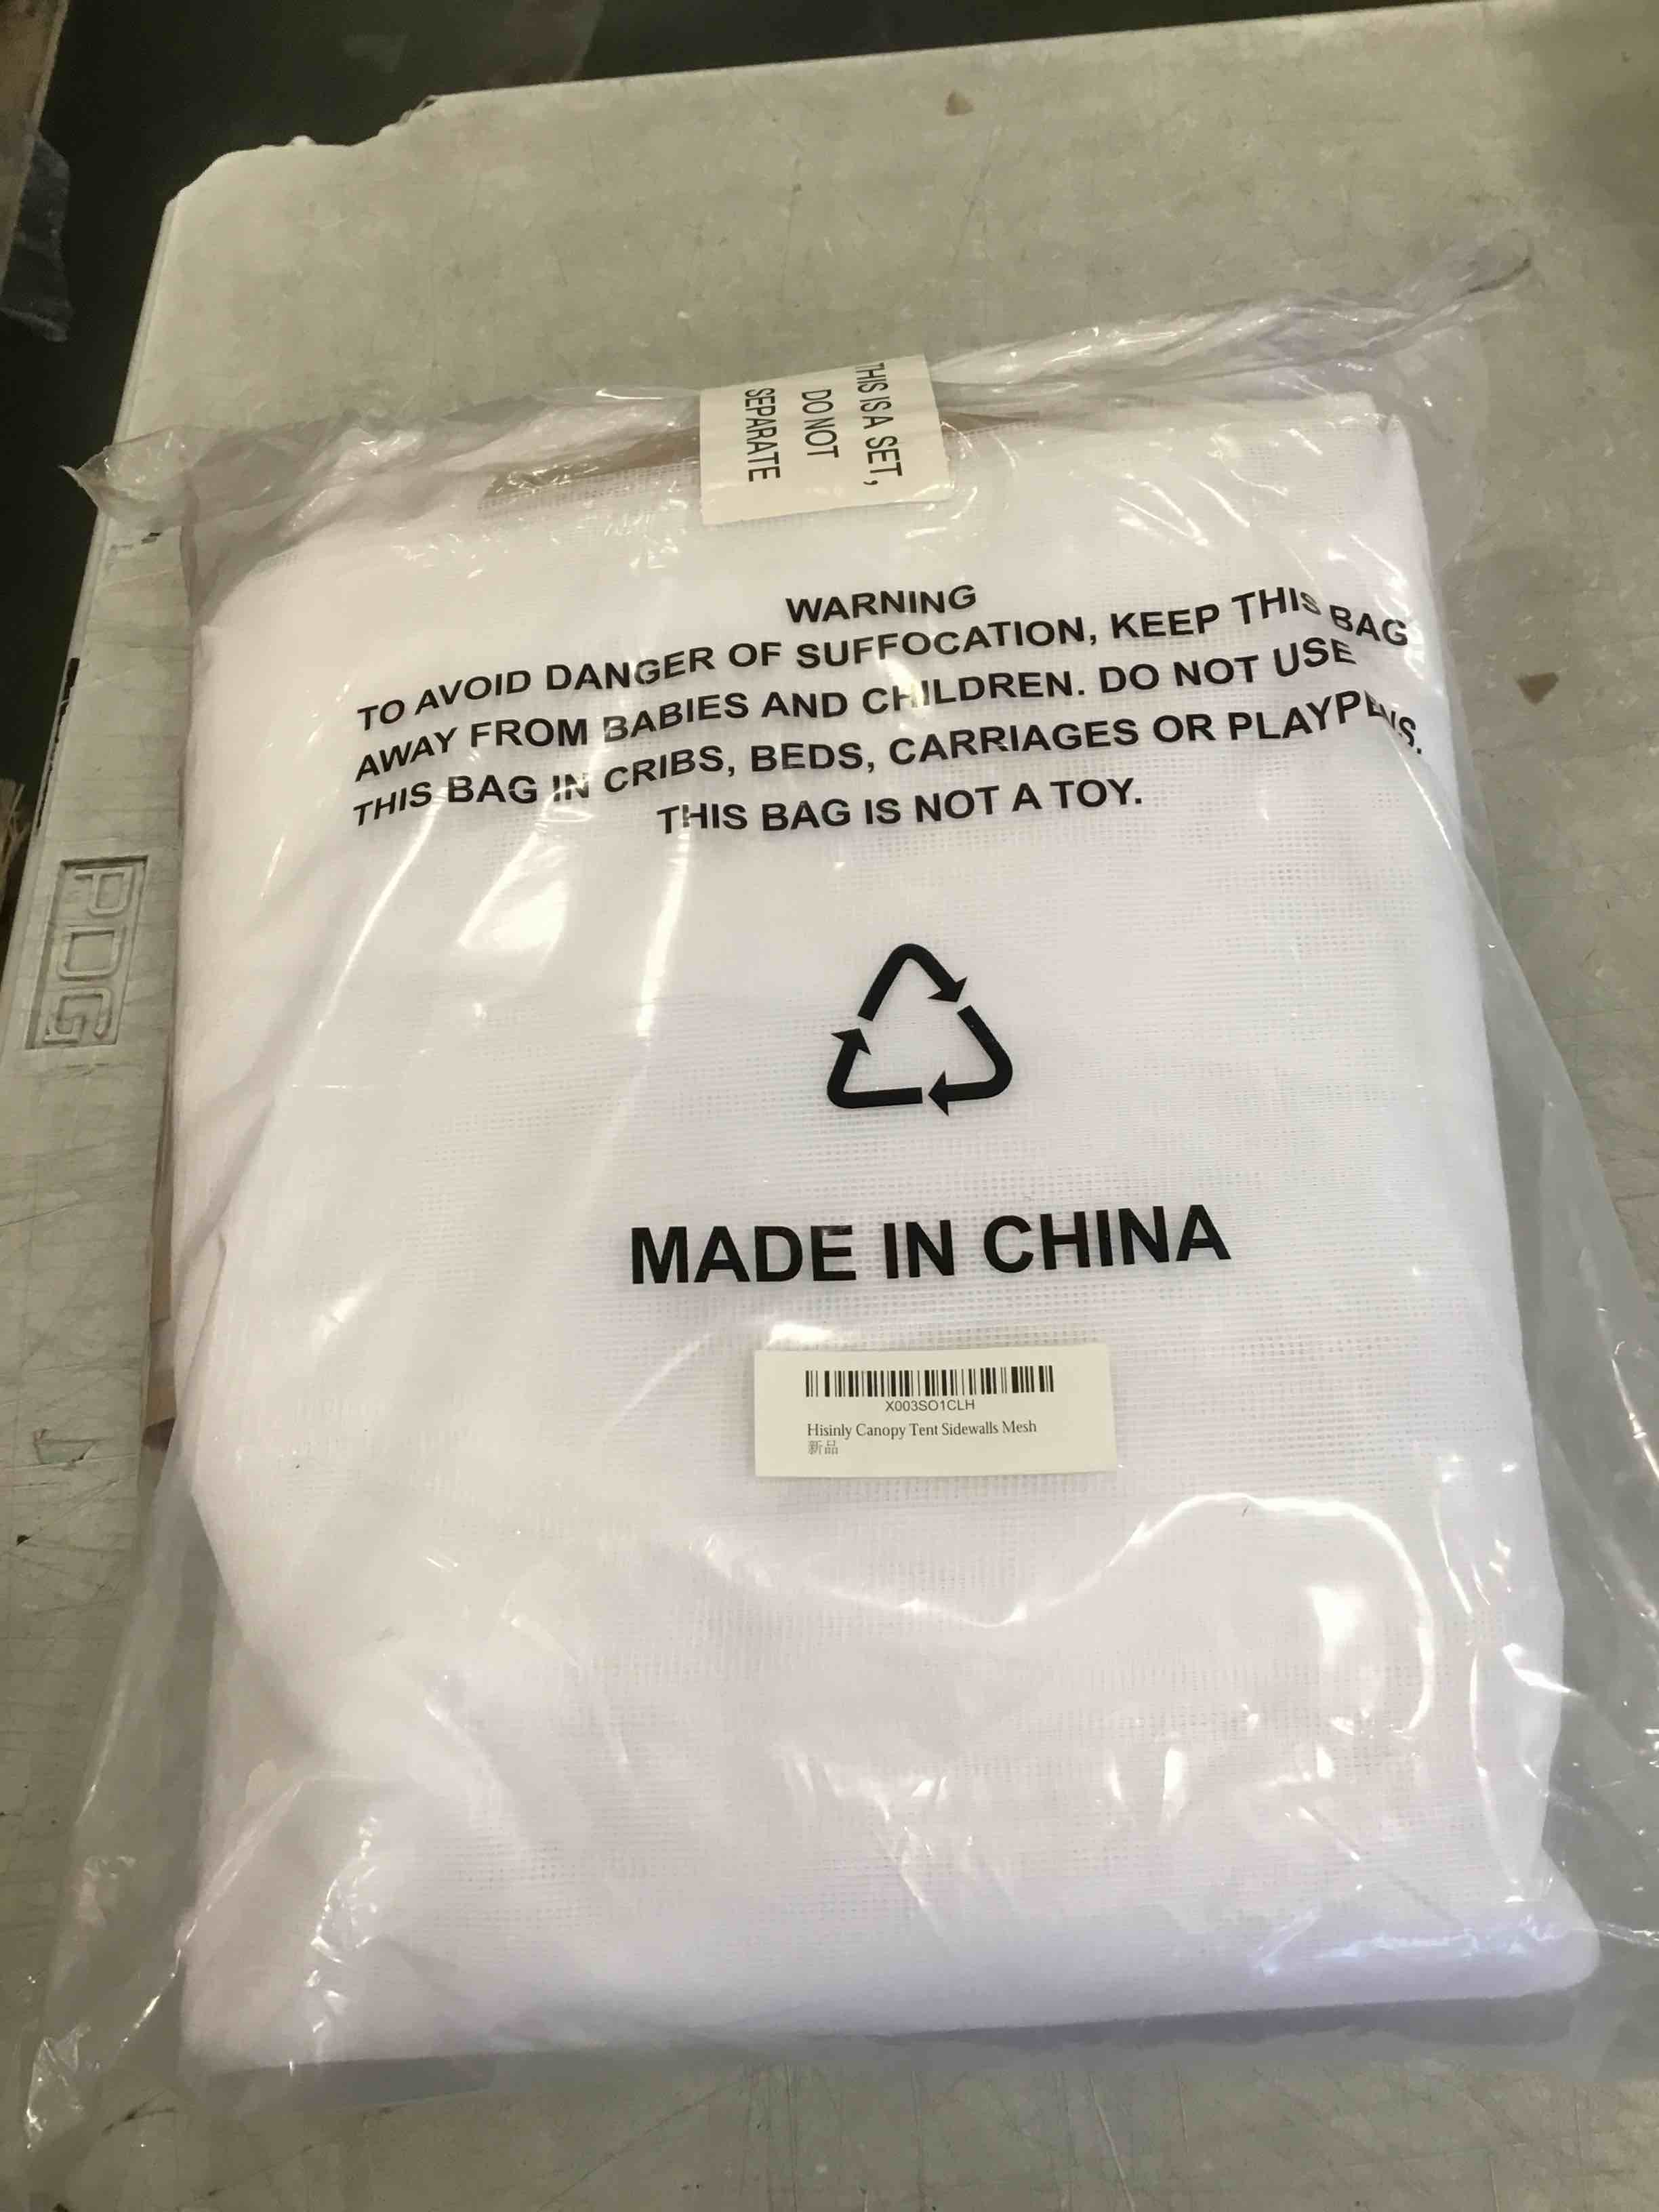 THIS IS A SET,
DO NOT
SEPARATE
WARNING
TO AVOID DANGER OF SUFFOCATION, KEEP THIS BAG
AWAY FROM BABIES AND CHILDREN. DO NOT USE
THIS BAG IN CRIBS, BEDS, CARRIAGES OR PLAYPENS.
THIS BAG IS NOT A TOY.
PDG
MADE IN CHINA
X003SO1CLH
Hisinly Canopy Tent Sidewalls Mesh
新品